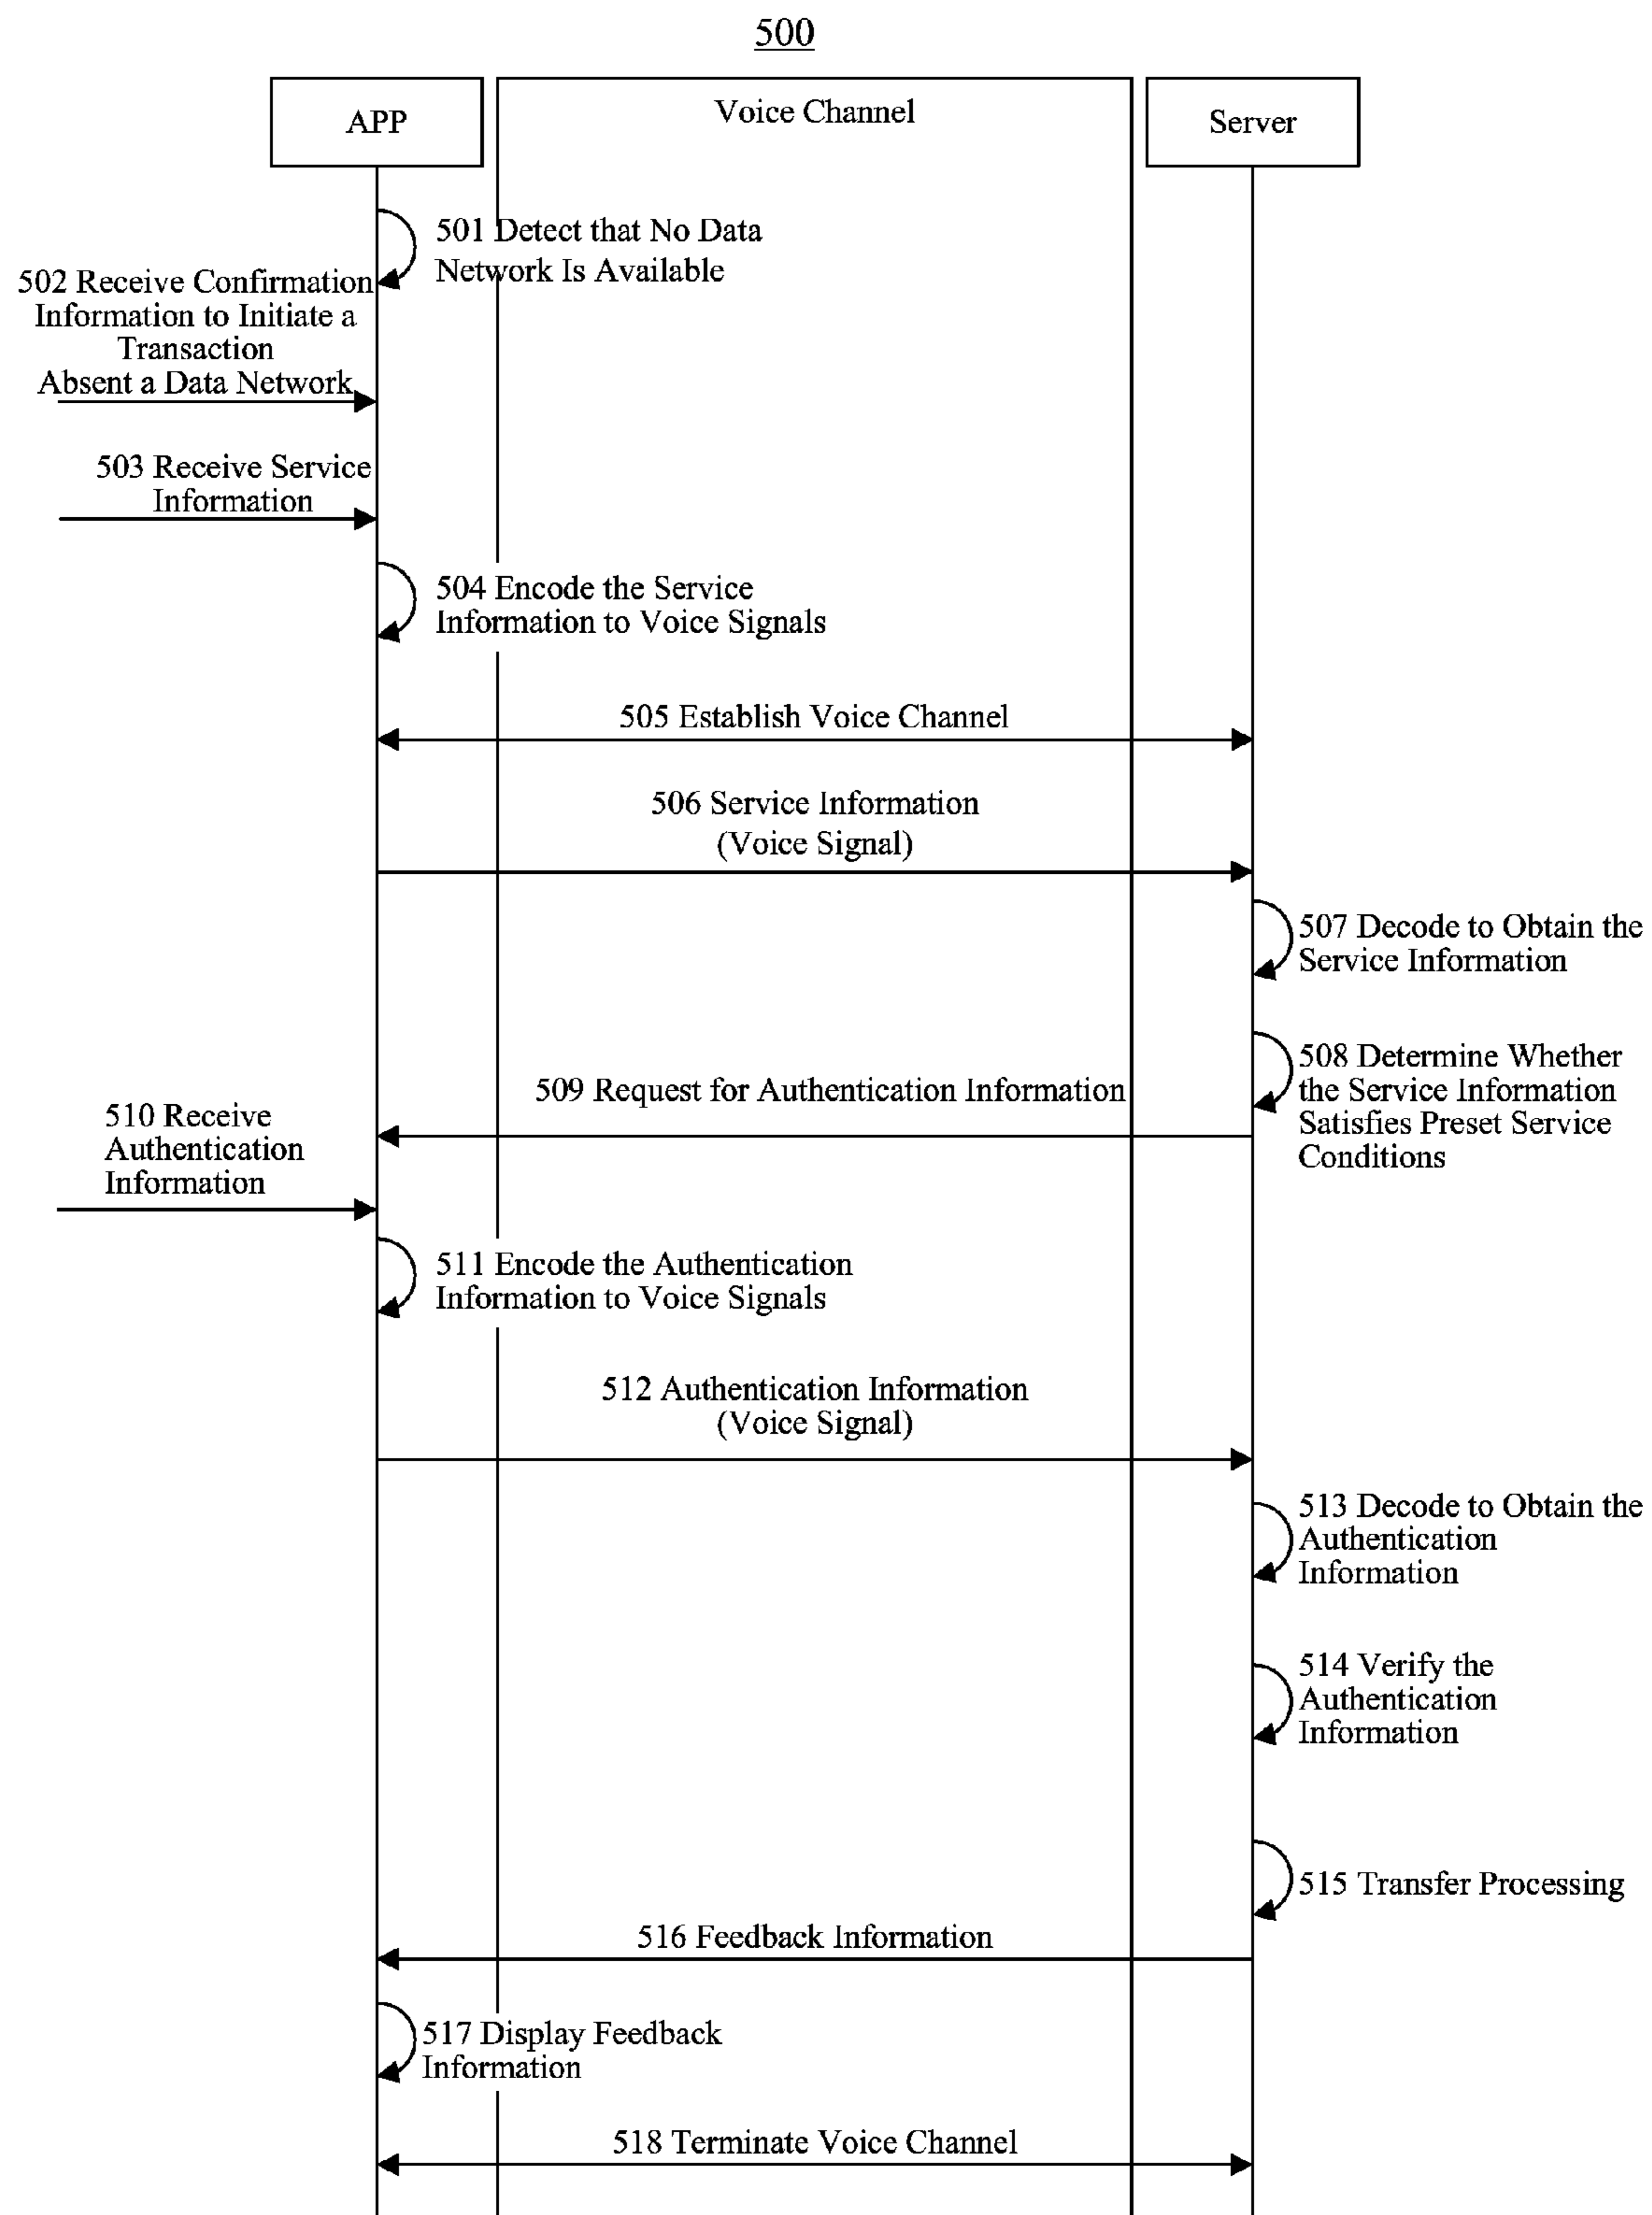 500
APP
Voice Channel
Server
501 Detect that No Data
Network Is Available
502 Receive Confirmation
Information to Initiate a
Transaction
Absent a Data Network
503 Receive Service
Information
504 Encode the Service
Information to Voice Signals
505 Establish Voice Channel
506 Service Information
(Voice Signal)
507 Decode to Obtain the
Service Information
508 Determine Whether
the Service Information
Satisfies Preset Service
Conditions
509 Request for Authentication Information
510 Receive
Authentication
Information
511 Encode the Authentication
Information to Voice Signals
512 Authentication Information
(Voice Signal)
513 Decode to Obtain the
Authentication
Information
514 Verify the
Authentication
Information
515 Transfer Processing
516 Feedback Information
517 Display Feedback
Information
518 Terminate Voice Channel